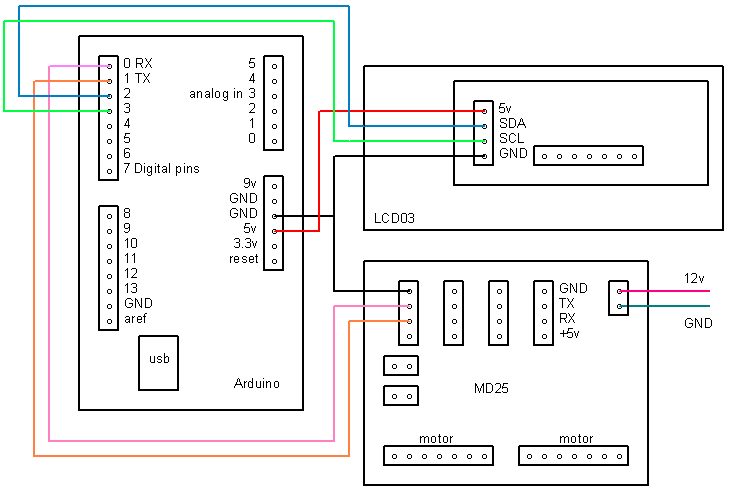 0 RX
1 TX
2
3
4
5
6
7 Digital pins
5
4
analog in 3
2
1
0
9v
GND
GND
5v
3.3v
reset
8
9
10
11
12
13
GND
aref
usb
Arduino
5v
SDA
SCL
GND
LCD03
GND
TX
RX
+5v
12v
GND
MD25
motor
motor